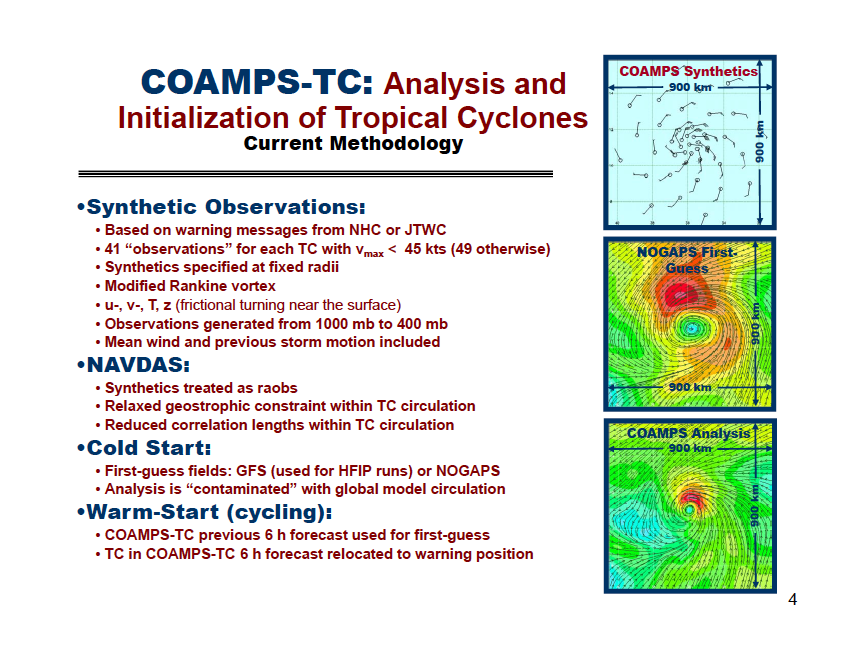 COAMPS-TC: Analysis and
Initialization of Tropical Cyclones
Current Methodology
•Synthetic Observations:
• Based on warning messages from NHC or JTWC
• 41 “observations” for each TC with vmax < 45 kts (49 otherwise)
• Synthetics specified at fixed radii
• Modified Rankine vortex
• u-, v-, T, z (frictional turning near the surface)
• Observations generated from 1000 mb to 400 mb
• Mean wind and previous storm motion included
•NAVDAS:
• Synthetics treated as raobs
• Relaxed geostrophic constraint within TC circulation
• Reduced correlation lengths within TC circulation
•Cold Start:
• First-guess fields: GFS (used for HFIP runs) or NOGAPS
• Analysis is “contaminated” with global model circulation
•Warm-Start (cycling):
• COAMPS-TC previous 6 h forecast used for first-guess
• TC in COAMPS-TC 6 h forecast relocated to warning position
COAMPS Synthetics
900 km
900 km
NOGAPS First-
Guess
900 km
900 km
COAMPS Analysis
900 km
900 km
4